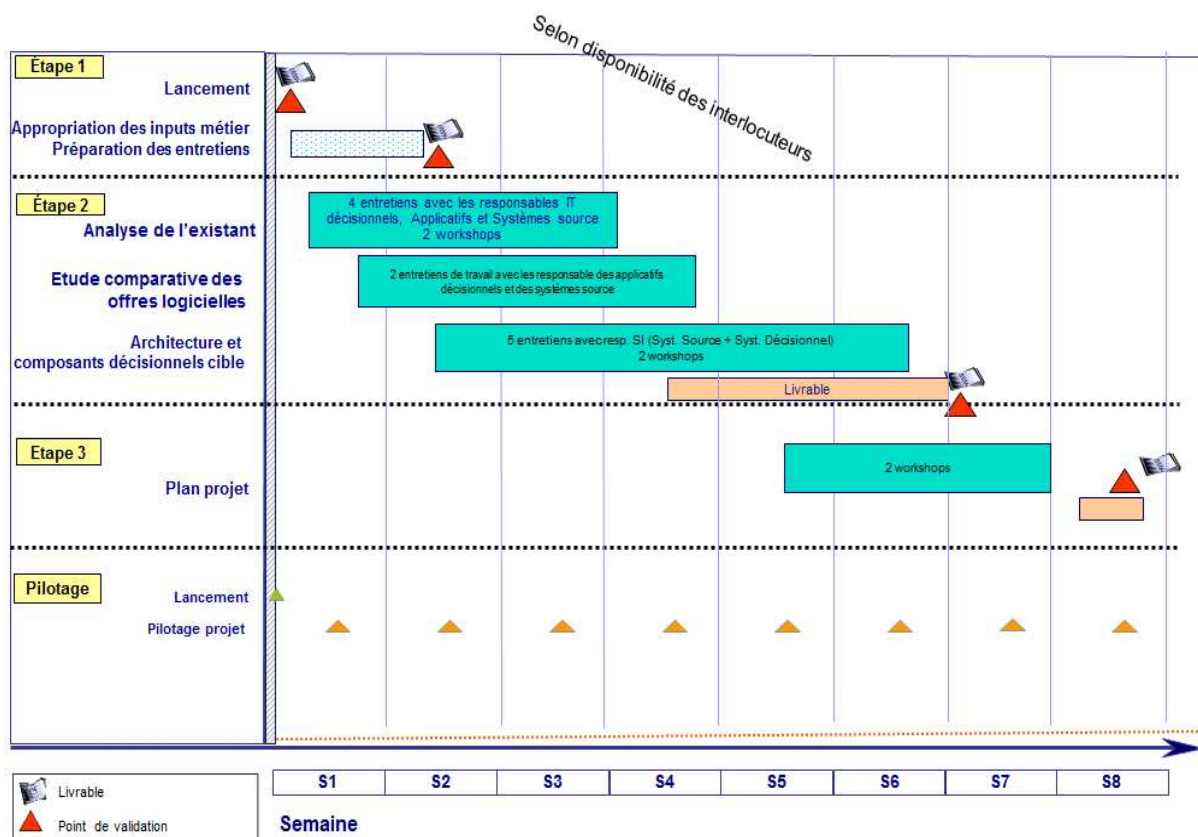 Selon disponibilité des interlocuteurs
Étape 1
Lancement
Appropriation des inputs métier
Préparation des entretiens
Étape 2
Analyse de l'existant
4 entretiens avec les responsables IT
décisionnels, Applicatifs et Systèmes source
2 workshops
Etude comparative des
offres logicielles
2 entretiens de travail avec les responsable des applicatifs
décisionnels et des systèmes source
Architecture et
composants décisionnels cible
5 entretiens avec resp. SI (Syst. Source + Syst. Décisionnel)
2 workshops
Livrable
Etape 3
Plan projet
2 workshops
Pilotage
Lancement
Pilotage projet
S1 S2 S3 S4 S5 S6 S7 S8
Semaine
Livrable
Point de validation